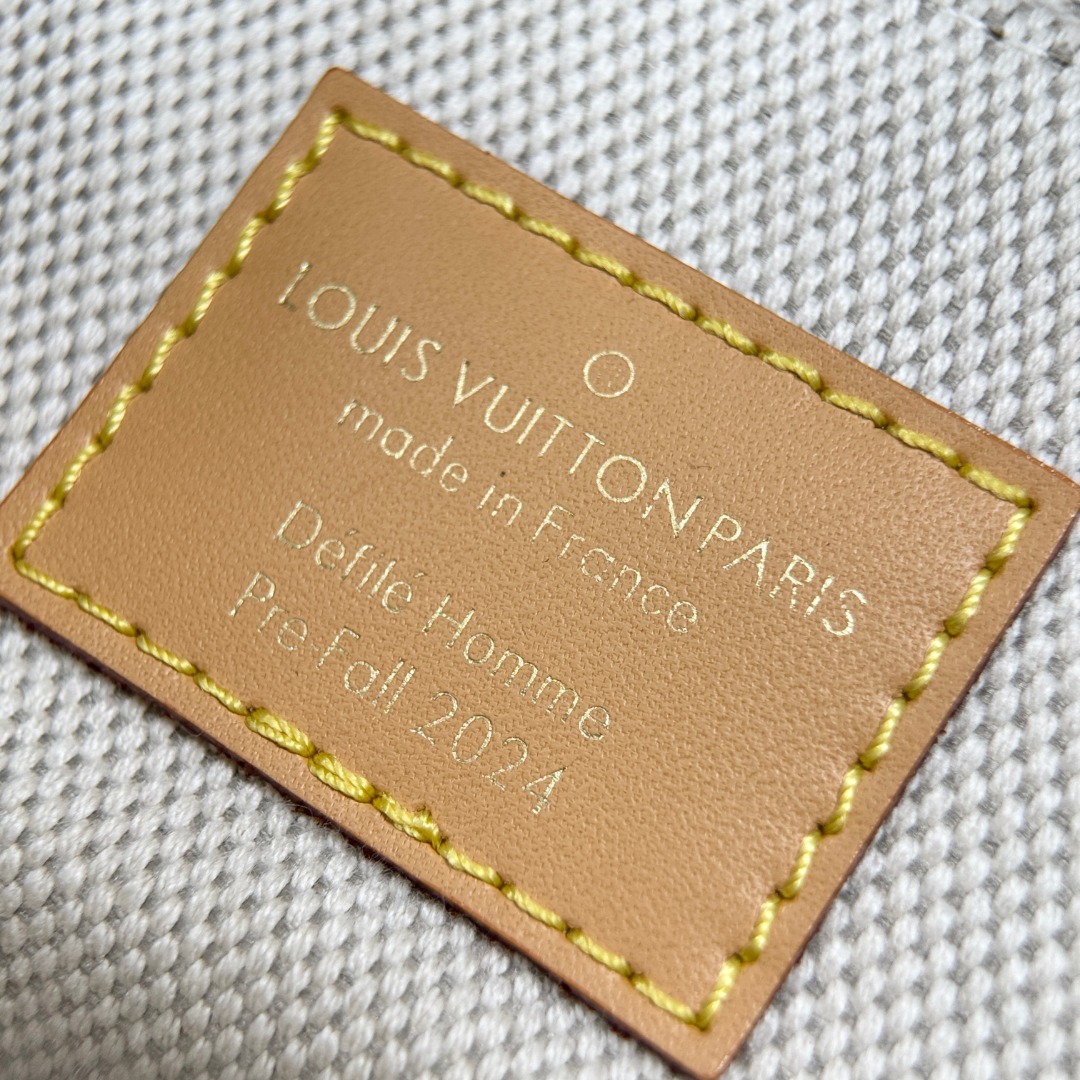 LOUIS VUITTON PARIS
made in France
Défilé Homme
Pre-Fall 2024